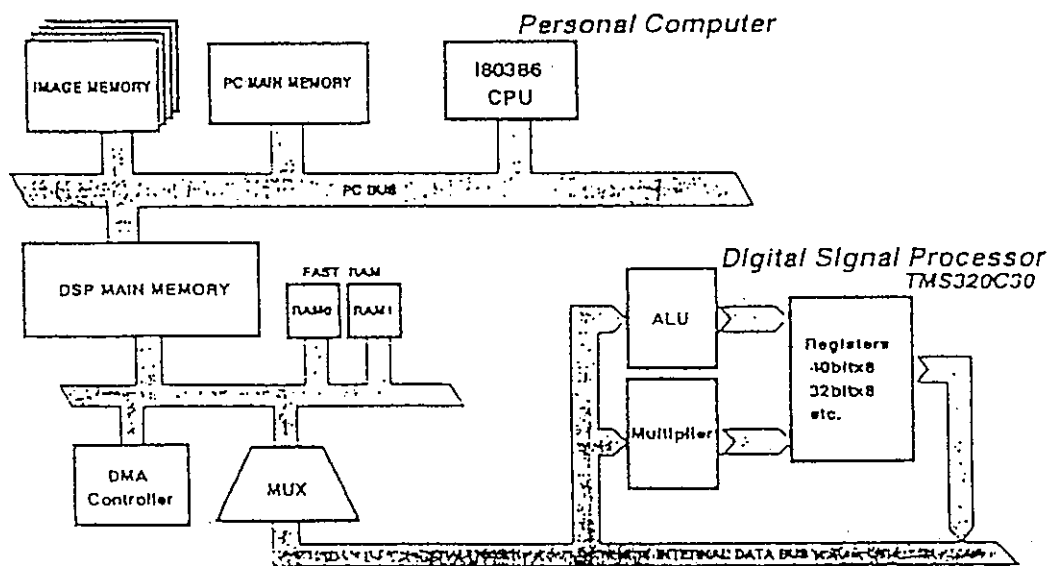 Personal Computer
IMAGE MEMORY
PC MAIN MEMORY
I80386
CPU
PC BUS
DSP MAIN MEMORY
FAST RAM
RAM0
RAM1
Digital Signal Processor
TMS320C30
ALU
Multiplier
Registers
40bitx8
32bitx8
etc.
DMA
Controller
MUX
INTERNAL DATA BUS